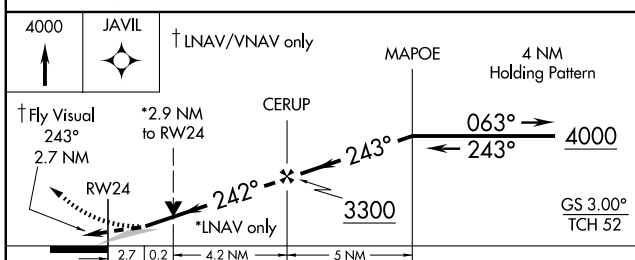 4000
JAVIL
† LNAV/VNAV only
MAPOE
4 NM
Holding Pattern
CERUP
† Fly Visual
243°
2.7 NM
*2.9 NM
to RW24
RW24
063°
243°
4000
243°
242°
*LNAV only
3300
GS 3.00°
TCH 52
2.7
0.2
4.2 NM
5 NM